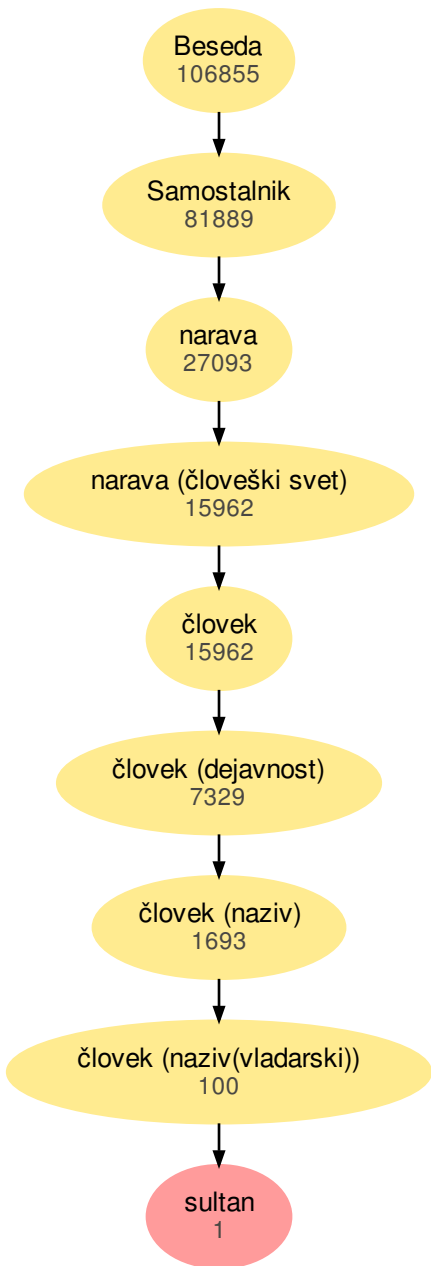 Beseda
106855
Samostalnik
81889
narava
27093
narava (človeški svet)
15962
človek
15962
človek (dejavnost)
7329
človek (naziv)
1693
človek (naziv(vladarski))
100
sultan
1